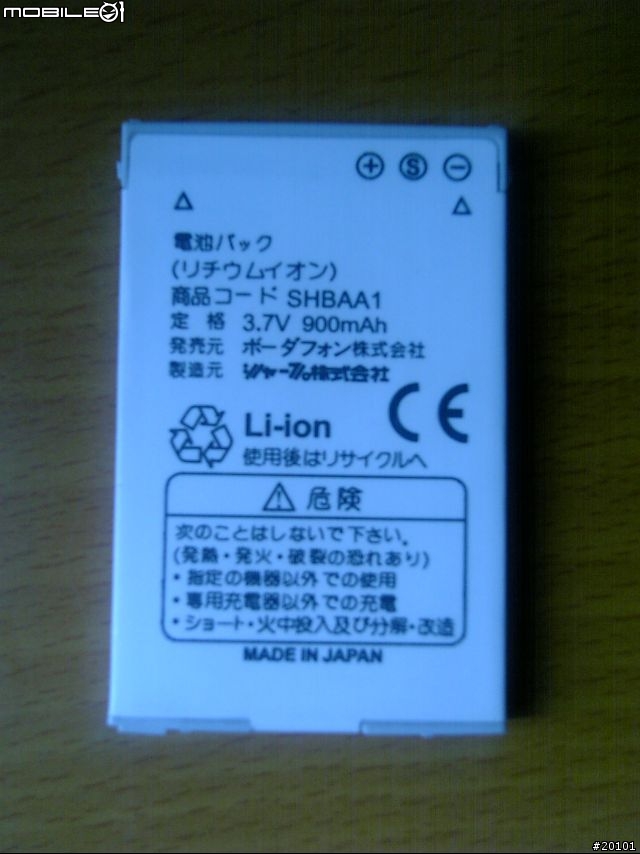 MOBILE01
+ S −
電池パック
(リチウムイオン)
商品コード SHBAA1
定 格 3.7V 900mAh
発売元 ボーダフォン株式会社
製造元 シャープ株式会社
CE
Li-ion
使用後はリサイクルへ
危険
次のことはしないで下さい。
(発熱・発火・破裂の恐れあり)
・指定の機器以外での使用
・専用充電器以外での充電
・ショート・火中投入及び分解・改造
MADE IN JAPAN
#20101